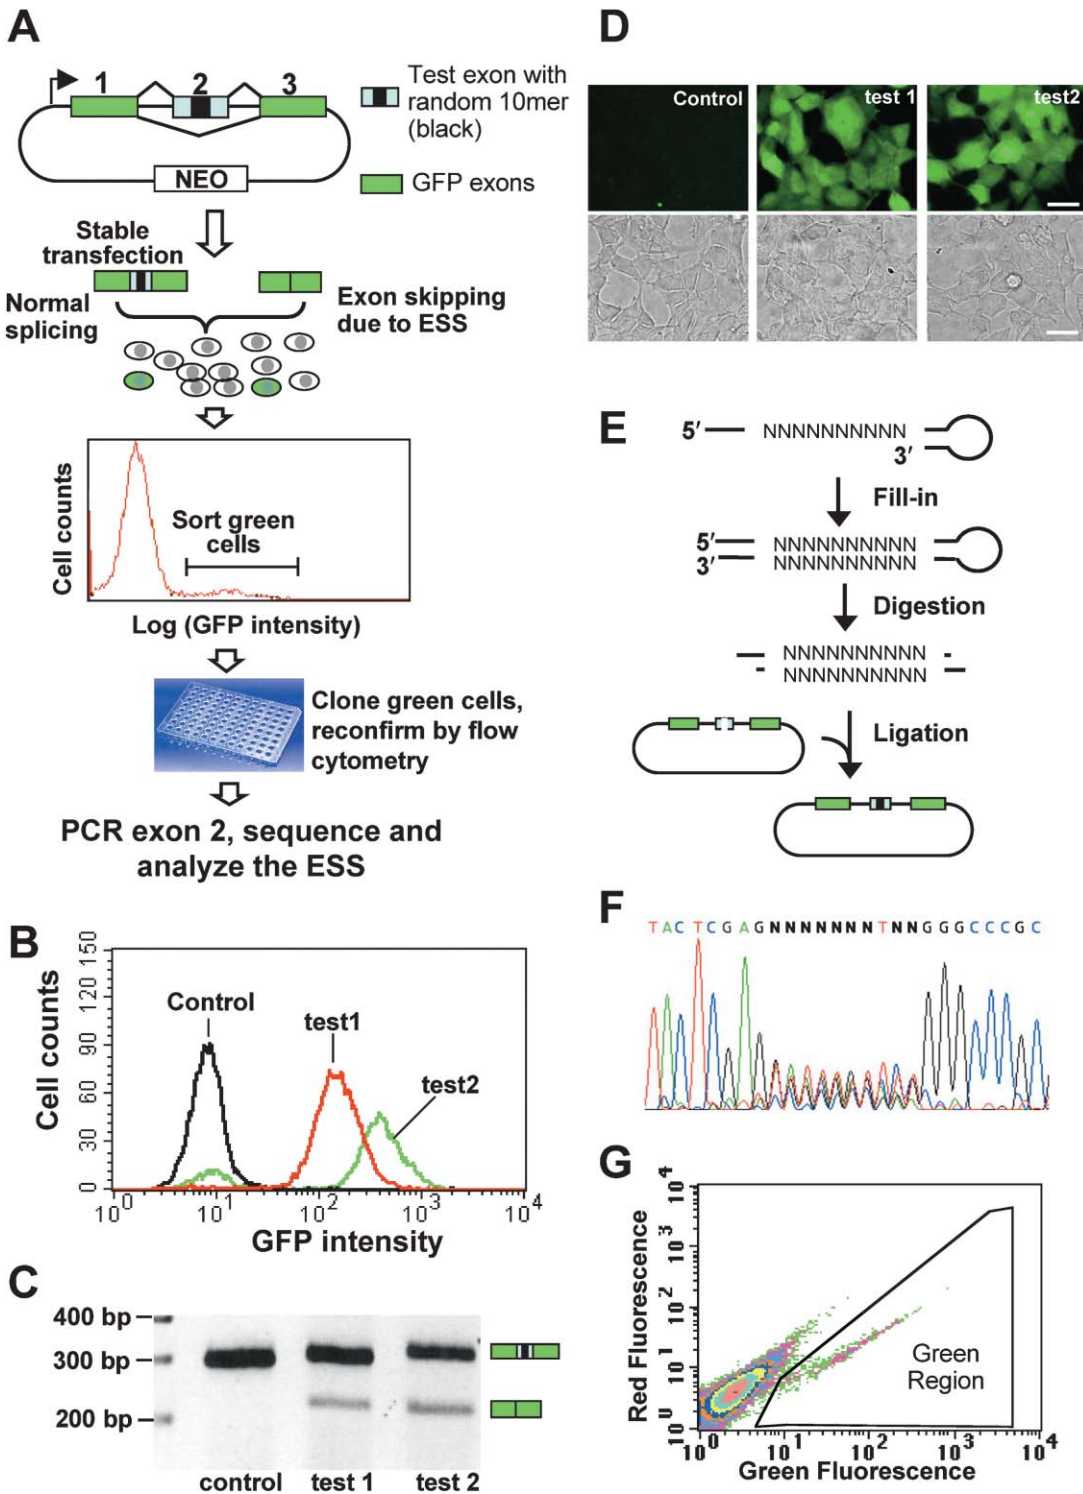 A
1 2 3
NEO
Test exon with
random 10mer
(black)
GFP exons
Stable
transfection
Normal
splicing
Exon skipping
due to ESS
Cell counts
Sort green
cells
Log (GFP intensity)
Clone green cells,
reconfirm by flow
cytometry
PCR exon 2, sequence and
analyze the ESS
B
Cell counts
150
120
90
60
30
0
Control
test1
test2
10^0 10^1 10^2 10^3 10^4
GFP intensity
C
400 bp
300 bp
200 bp
control test 1 test 2
D
Control test 1 test2
E
5′ NNNNNNNNNN
3′
Fill-in
5′ NNNNNNNNNN
3′ NNNNNNNNNN
Digestion
NNNNNNNNNN
NNNNNNNNNN
Ligation
F
TACTCGAGNNNNNNNTNNGGGCCCGC
G
Red Fluorescence
10^4
10^3
10^2
10^1
10^0
Green
Region
10^0 10^1 10^2 10^3 10^4
Green Fluorescence